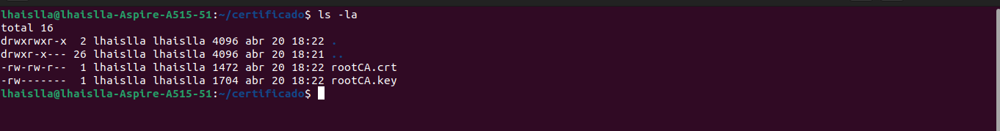 lhaislla@lhaislla-Aspire-A515-51:~/certificado$ ls -la
total 16
drwxrwxr-x  2 lhaislla lhaislla 4096 abr 20 18:22 .
drwxr-x--- 26 lhaislla lhaislla 4096 abr 20 18:21 ..
-rw-rw-r--  1 lhaislla lhaislla 1472 abr 20 18:22 rootCA.crt
-rw-------  1 lhaislla lhaislla 1704 abr 20 18:22 rootCA.key
lhaislla@lhaislla-Aspire-A515-51:~/certificado$